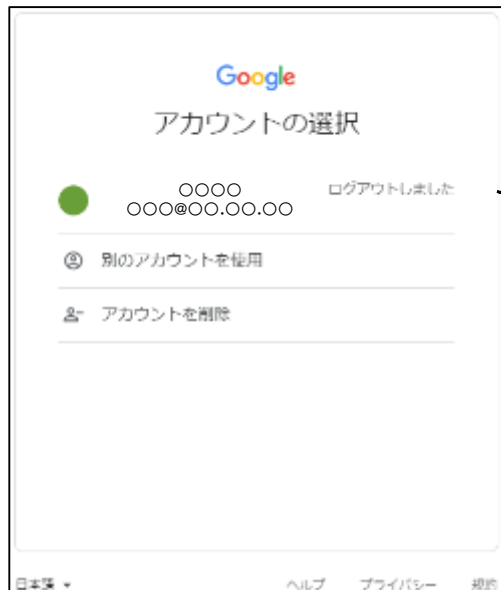 Google
アカウントの選択
○○○○ ログアウトしました
○○○@○○.○○.○○
別のアカウントを使用
アカウントを削除
日本語 ヘルプ プライバシー 規約